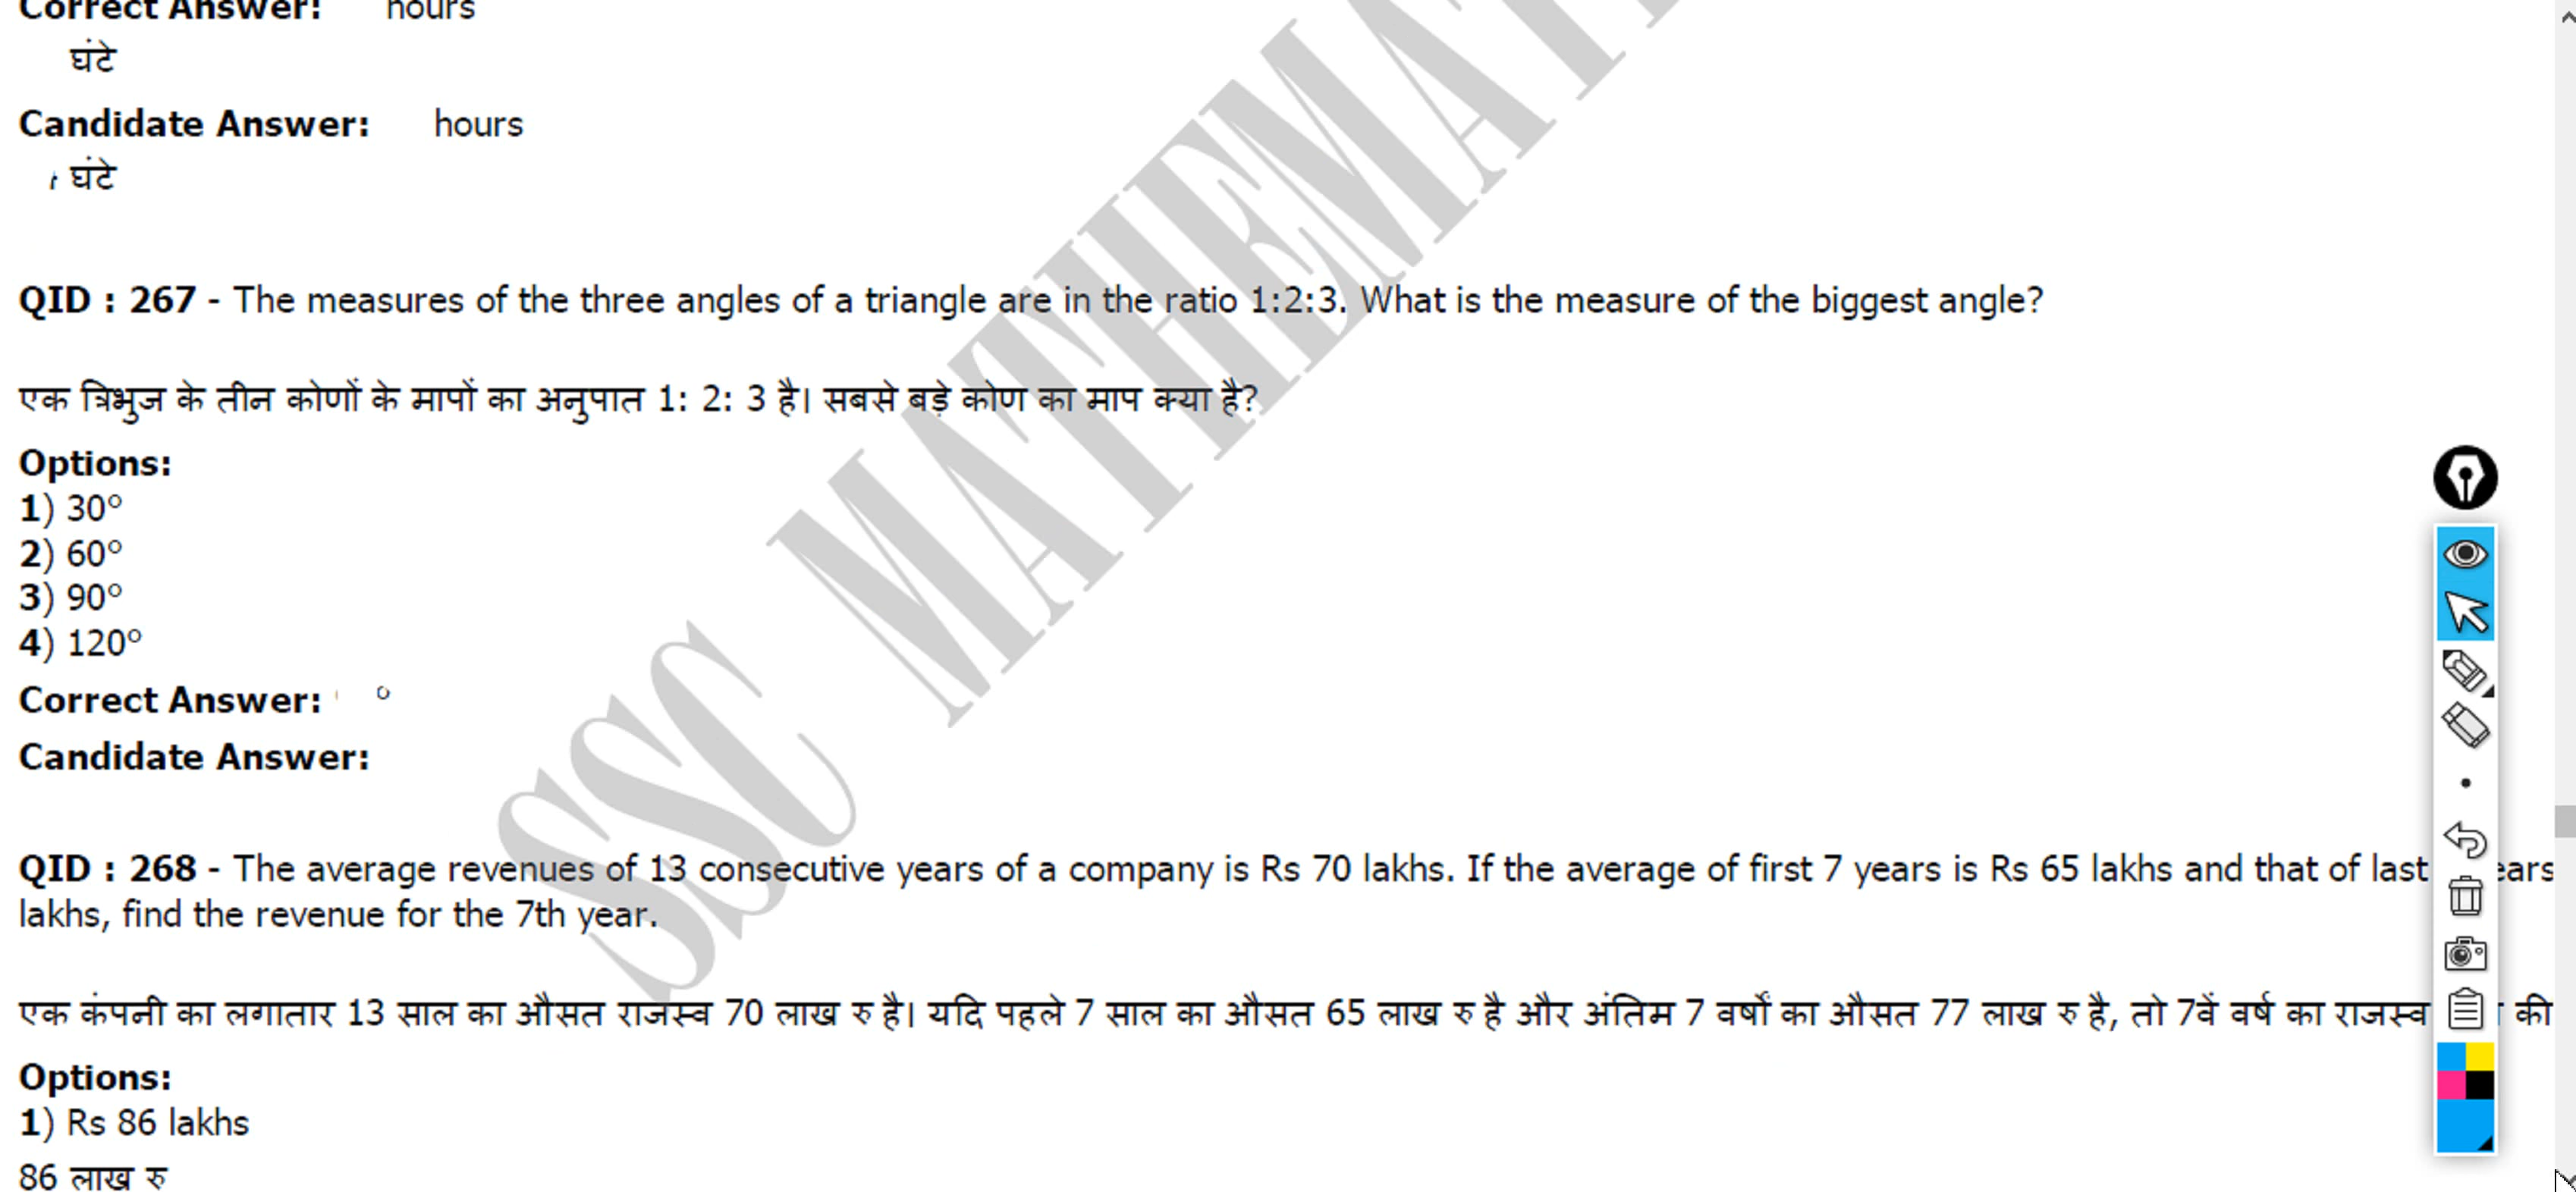 Correct Answer: hours
घंटे
Candidate Answer: hours
घंटे
QID : 267 - The measures of the three angles of a triangle are in the ratio 1:2:3. What is the measure of the biggest angle?
एक त्रिभुज के तीन कोणों के मापों का अनुपात 1: 2: 3 है। सबसे बड़े कोण का माप क्या है?
Options:
1) 30°
2) 60°
3) 90°
4) 120°
Correct Answer: °
Candidate Answer:
QID : 268 - The average revenues of 13 consecutive years of a company is Rs 70 lakhs. If the average of first 7 years is Rs 65 lakhs and that of last
lakhs, find the revenue for the 7th year.
एक कंपनी का लगातार 13 साल का औसत राजस्व 70 लाख रु है। यदि पहले 7 साल का औसत 65 लाख रु है और अंतिम 7 वर्षों का औसत 77 लाख रु है, तो 7वें वर्ष का राजस्व की
Options:
1) Rs 86 lakhs
86 लाख रु
SSC